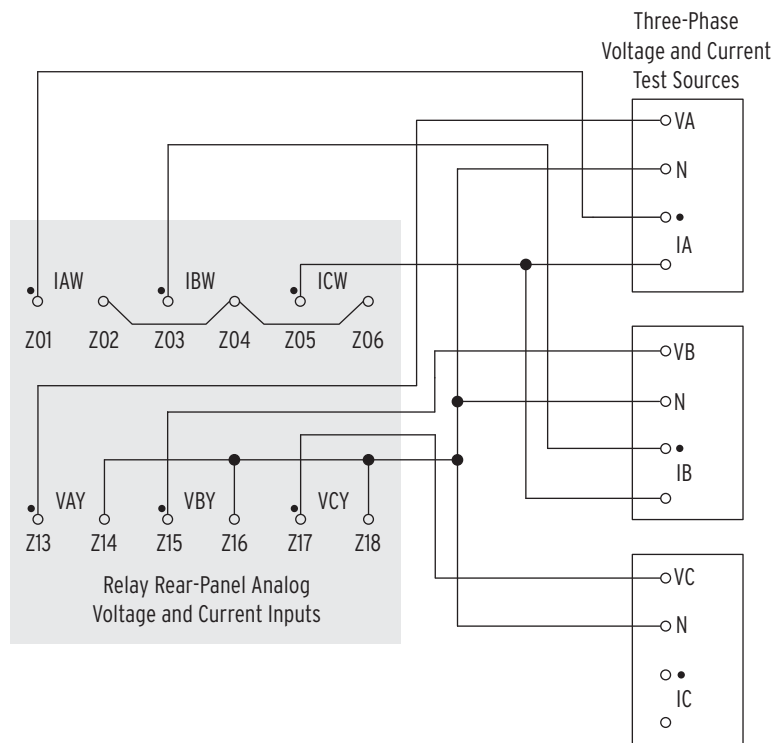 Three-Phase
Voltage and Current
Test Sources
VA
N
IA
IAW
IBW
ICW
Z01
Z02
Z03
Z04
Z05
Z06
VB
N
IB
VAY
VBY
VCY
Z13
Z14
Z15
Z16
Z17
Z18
Relay Rear-Panel Analog
Voltage and Current Inputs
VC
N
IC